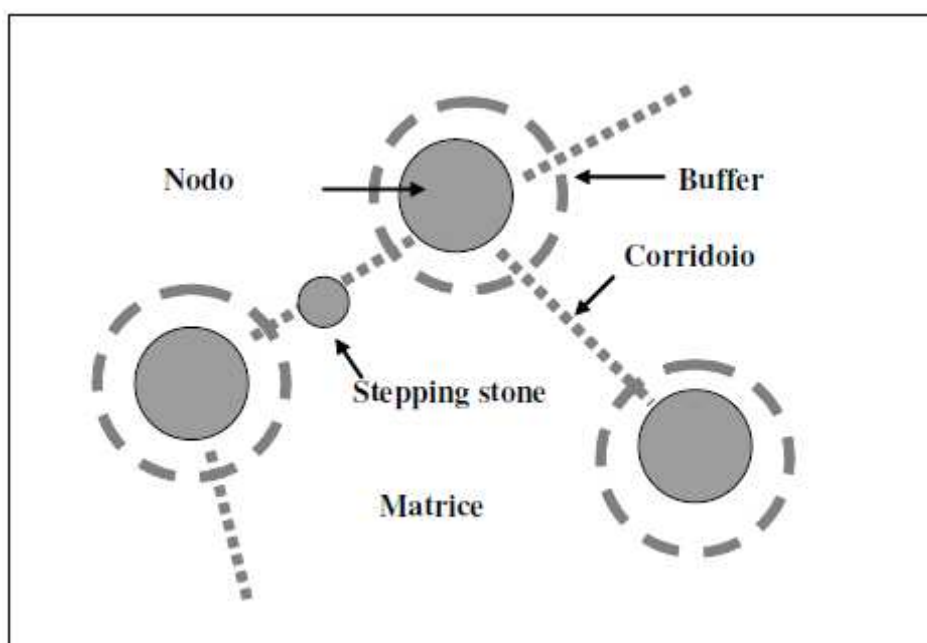 Nodo
Buffer
Corridoio
Stepping stone
Matrice